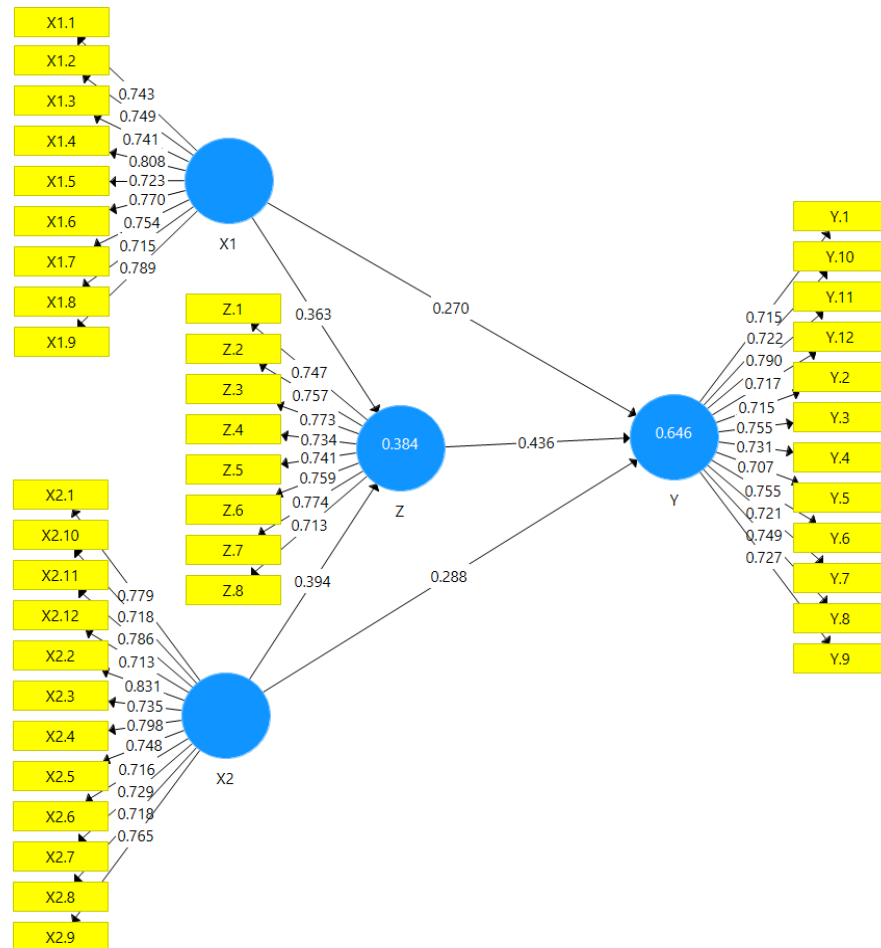 X1.1
X1.2
X1.3
X1.4
X1.5
X1.6
X1.7
X1.8
X1.9
0.743
0.749
0.741
0.808
0.723
0.770
0.754
0.715
0.789
X1
0.363
0.270
Z.1
Z.2
Z.3
Z.4
Z.5
Z.6
Z.7
Z.8
0.747
0.757
0.773
0.734
0.741
0.759
0.774
0.713
0.384
Z
0.436
0.394
0.288
X2.1
X2.10
X2.11
X2.12
X2.2
X2.3
X2.4
X2.5
X2.6
X2.7
X2.8
X2.9
0.779
0.718
0.786
0.713
0.831
0.735
0.798
0.748
0.716
0.729
0.718
0.765
X2
0.646
Y
0.715
0.722
0.790
0.717
0.715
0.755
0.731
0.707
0.755
0.721
0.749
0.727
Y.1
Y.10
Y.11
Y.12
Y.2
Y.3
Y.4
Y.5
Y.6
Y.7
Y.8
Y.9